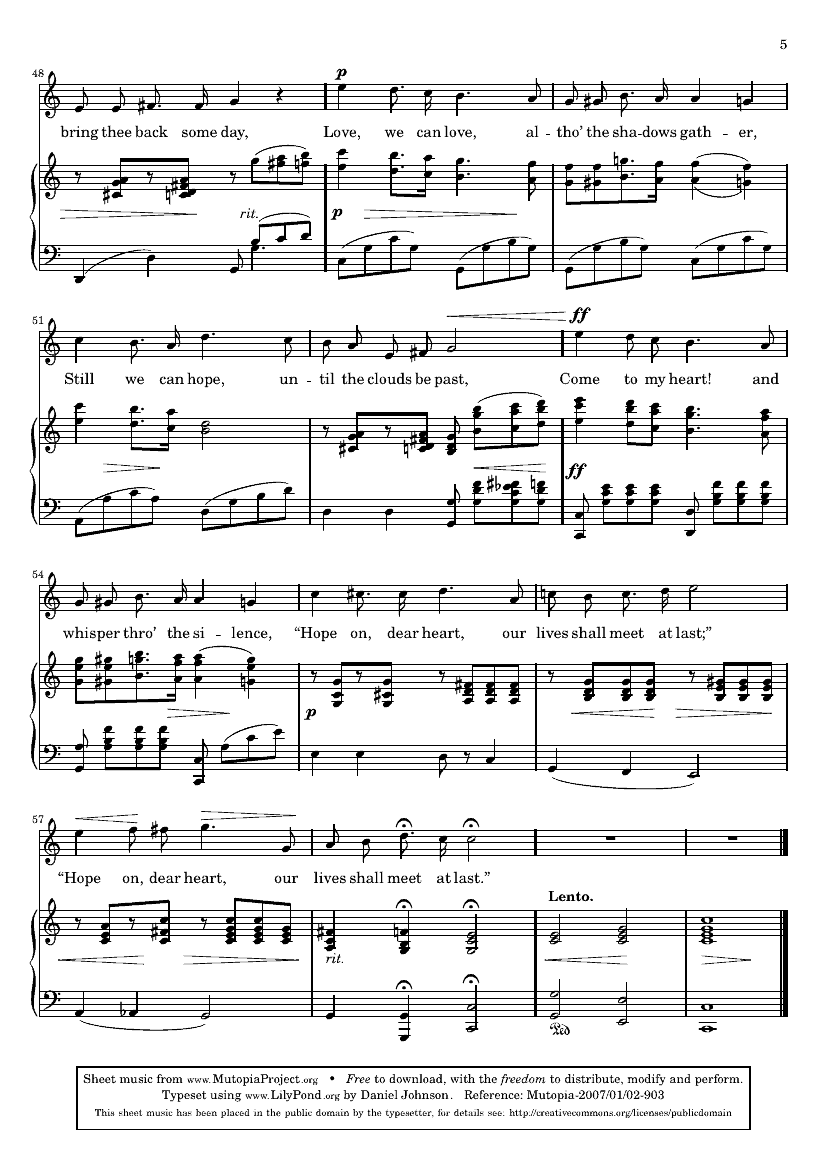 5
48
p
bring thee back some day, Love, we can love, al - tho' the sha-dows gath - er,
rit. p
51
ff
Still we can hope, un - til the clouds be past, Come to my heart! and
ff
54
whisper thro' the si - lence, “Hope on, dear heart, our lives shall meet at last;”
p
57
“Hope on, dear heart, our lives shall meet at last.”
Lento.
rit.
Ped
Sheet music from www.MutopiaProject.org • Free to download, with the freedom to distribute, modify and perform.
Typeset using www.LilyPond.org by Daniel Johnson. Reference: Mutopia-2007/01/02-903
This sheet music has been placed in the public domain by the typesetter, for details see: http://creativecommons.org/licenses/publicdomain